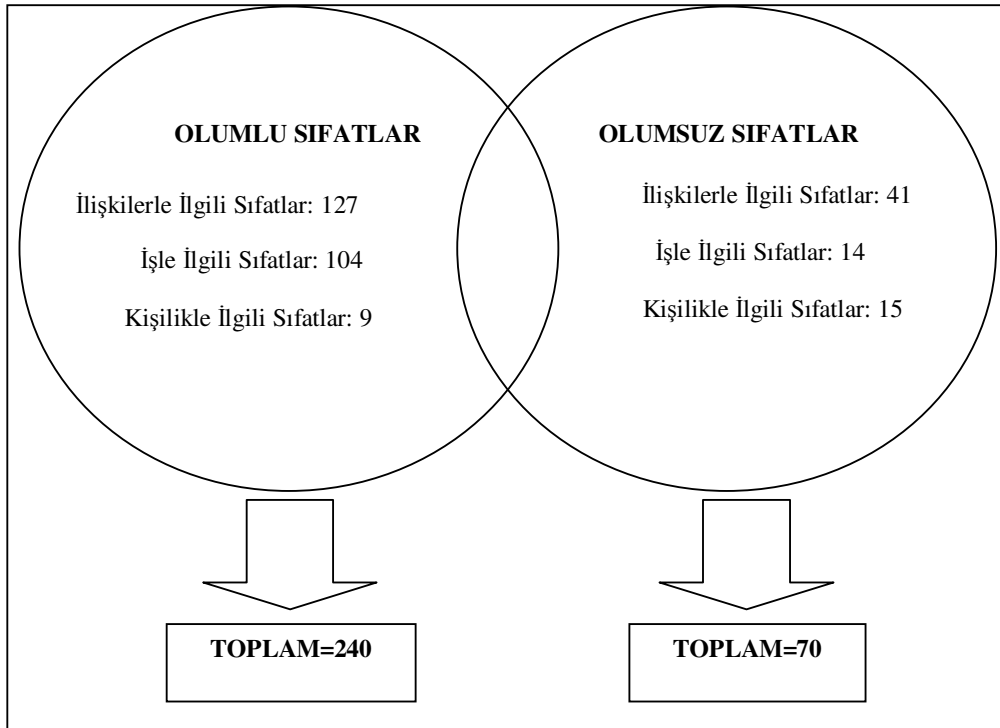 OLUMLU SIFATLAR
İlişkilerle İlgili Sıfatlar: 127
İşle İlgili Sıfatlar: 104
Kişilikle İlgili Sıfatlar: 9
OLUMSUZ SIFATLAR
İlişkilerle İlgili Sıfatlar: 41
İşle İlgili Sıfatlar: 14
Kişilikle İlgili Sıfatlar: 15
TOPLAM=240
TOPLAM=70